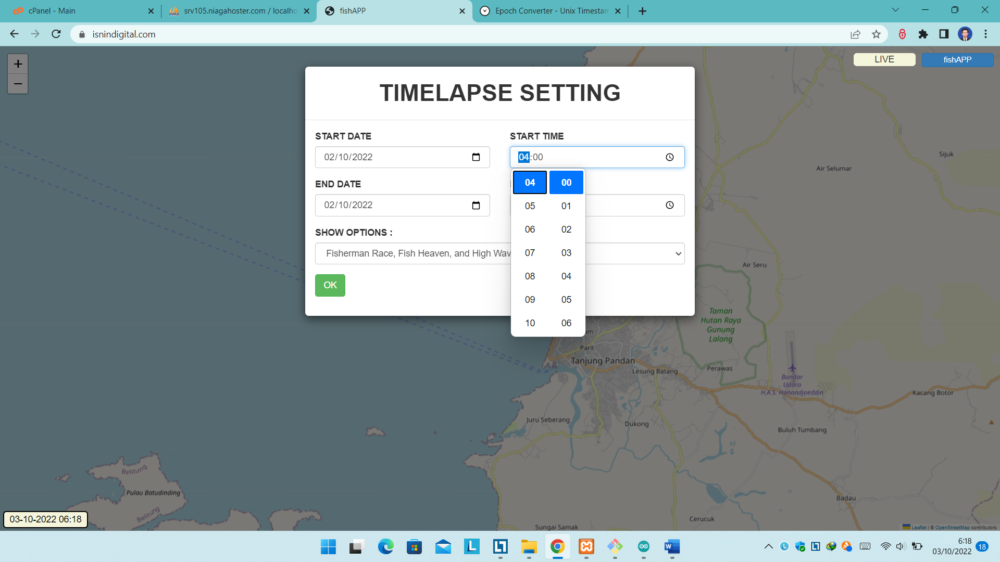 cPanel - Main
srv105.niagahoster.com / localho
fishAPP
Epoch Converter - Unix Timestam
isnindigital.com
+
−
LIVE
fishAPP
TIMELAPSE SETTING
START DATE
START TIME
02/10/2022
04:00
END DATE
02/10/2022
04 00
05 01
06 02
07 03
08 04
09 05
10 06
SHOW OPTIONS :
Fisherman Race, Fish Heaven, and High Wav
OK
Sijuk
Air Selumar
Air Seru
Taman
Hutan Raya
Gunung
Lalang
Parit
Tanjung Pandan
Lesung Batang
Perawas
Bandar
Udara
H.A.S. Hanandjoeddin
Kacang Botor
Juru Seberang
Dukong
Buluh Tumbang
Belitung
Pulau Batudinding
Belitung
Badau
Cerucuk
Sungai Samak
03-10-2022 06:18
Leaflet | © OpenStreetMap contributors
6:18
03/10/2022
18